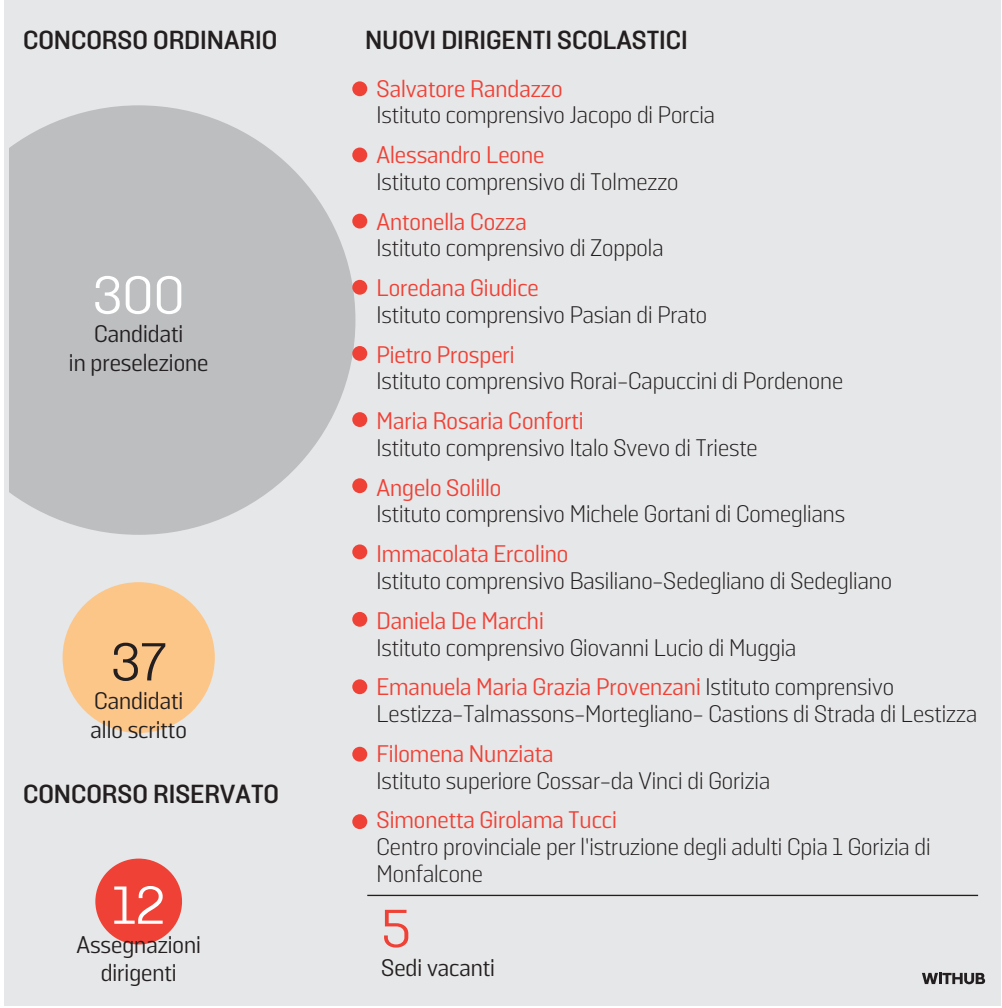 CONCORSO ORDINARIO
300
Candidati
in preselezione
37
Candidati
allo scritto
CONCORSO RISERVATO
12
Assegnazioni
dirigenti
NUOVI DIRIGENTI SCOLASTICI
Salvatore Randazzo
Istituto comprensivo Jacopo di Porcia
Alessandro Leone
Istituto comprensivo di Tolmezzo
Antonella Cozza
Istituto comprensivo di Zoppola
Loredana Giudice
Istituto comprensivo Pasian di Prato
Pietro Prosperi
Istituto comprensivo Rorai-Capuccini di Pordenone
Maria Rosaria Conforti
Istituto comprensivo Italo Svevo di Trieste
Angelo Solillo
Istituto comprensivo Michele Gortani di Comeglians
Immacolata Ercolino
Istituto comprensivo Basiliano-Sedegliano di Sedegliano
Daniela De Marchi
Istituto comprensivo Giovanni Lucio di Muggia
Emanuela Maria Grazia Provenzani Istituto comprensivo
Lestizza-Talmassons-Mortegliano- Castions di Strada di Lestizza
Filomena Nunziata
Istituto superiore Cossar-da Vinci di Gorizia
Simonetta Girolama Tucci
Centro provinciale per l'istruzione degli adulti Cpia 1 Gorizia di
Monfalcone
5
Sedi vacanti
WITHUB